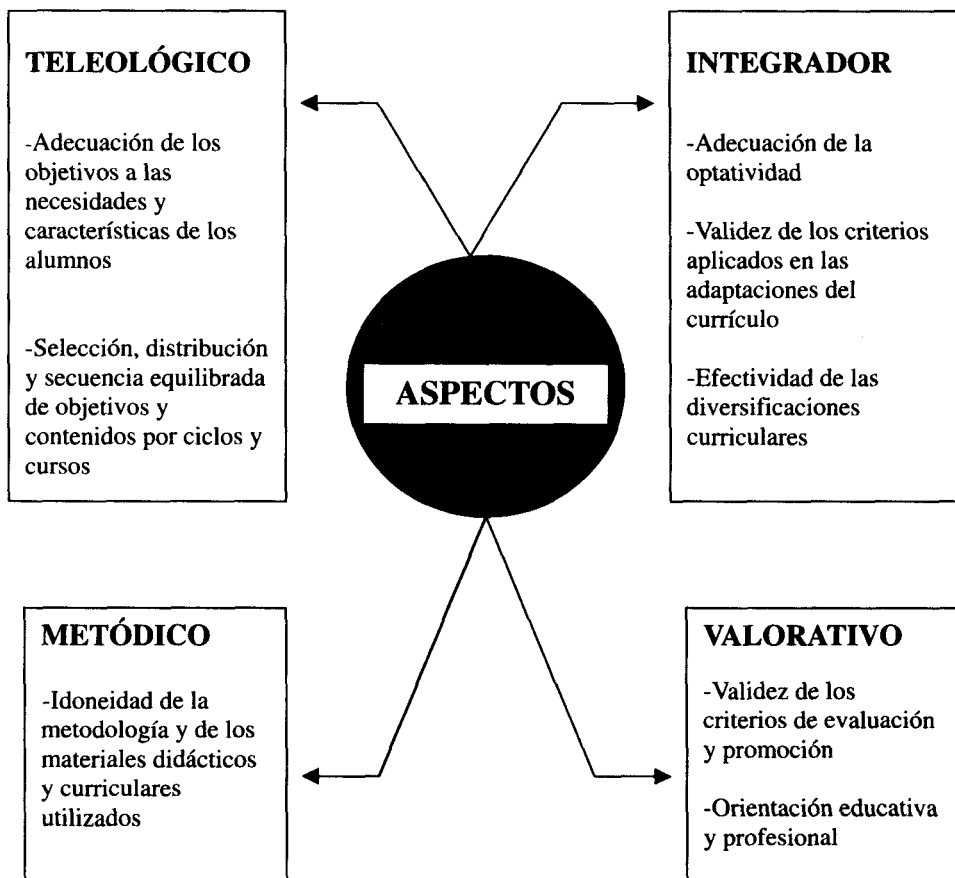 TELEOLÓGICO
-Adecuación de los
objetivos a las
necesidades y
características de los
alumnos
-Selección, distribución
y secuencia equilibrada
de objetivos y
contenidos por ciclos y
cursos
INTEGRADOR
-Adecuación de la
optatividad
-Validez de los criterios
aplicados en las
adaptaciones del
currículo
-Efectividad de las
diversificaciones
curriculares
ASPECTOS
METÓDICO
-Idoneidad de la
metodología y de los
materiales didácticos
y curriculares
utilizados
VALORATIVO
-Validez de los
criterios de evaluación
y promoción
-Orientación educativa
y profesional